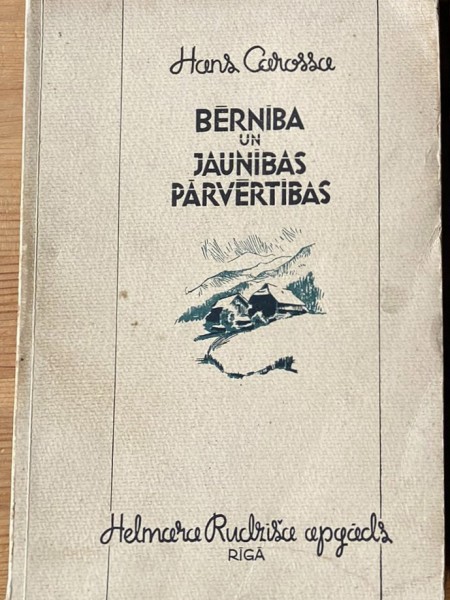 Hans Carossa
BĒRNĪBA
UN
JAUNĪBAS
PĀRVĒRTĪBAS
Helmara Rudzīša apgāds
RĪGĀ